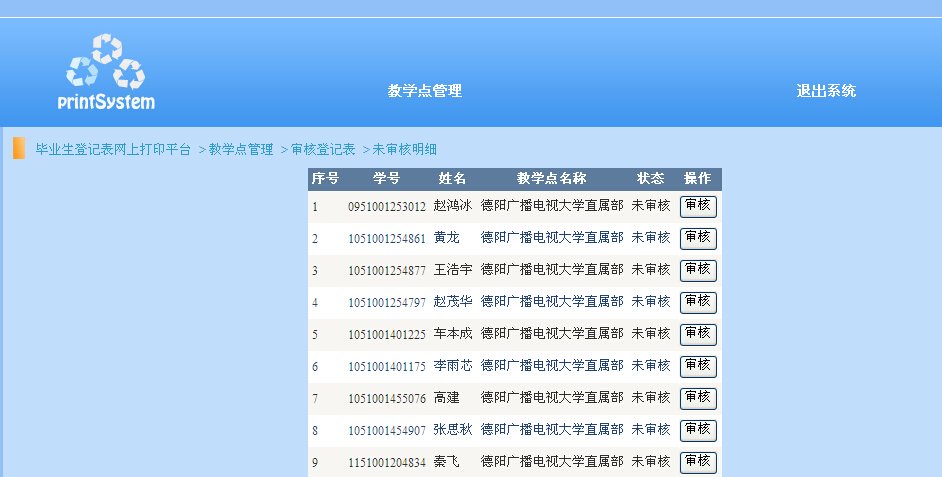 printSystem
教学点管理 退出系统
毕业生登记表网上打印平台 >教学点管理 >审核登记表 >未审核明细
序号 学号 姓名 教学点名称 状态 操作
1 0951001253012 赵鸿冰 德阳广播电视大学直属部 未审核 审核
2 1051001254861 黄龙 德阳广播电视大学直属部 未审核 审核
3 1051001254877 王浩宇 德阳广播电视大学直属部 未审核 审核
4 1051001254797 赵茂华 德阳广播电视大学直属部 未审核 审核
5 1051001401225 车本成 德阳广播电视大学直属部 未审核 审核
6 1051001401175 李雨芯 德阳广播电视大学直属部 未审核 审核
7 1051001455076 高建 德阳广播电视大学直属部 未审核 审核
8 1051001454907 张思秋 德阳广播电视大学直属部 未审核 审核
9 1151001204834 秦飞 德阳广播电视大学直属部 未审核 审核